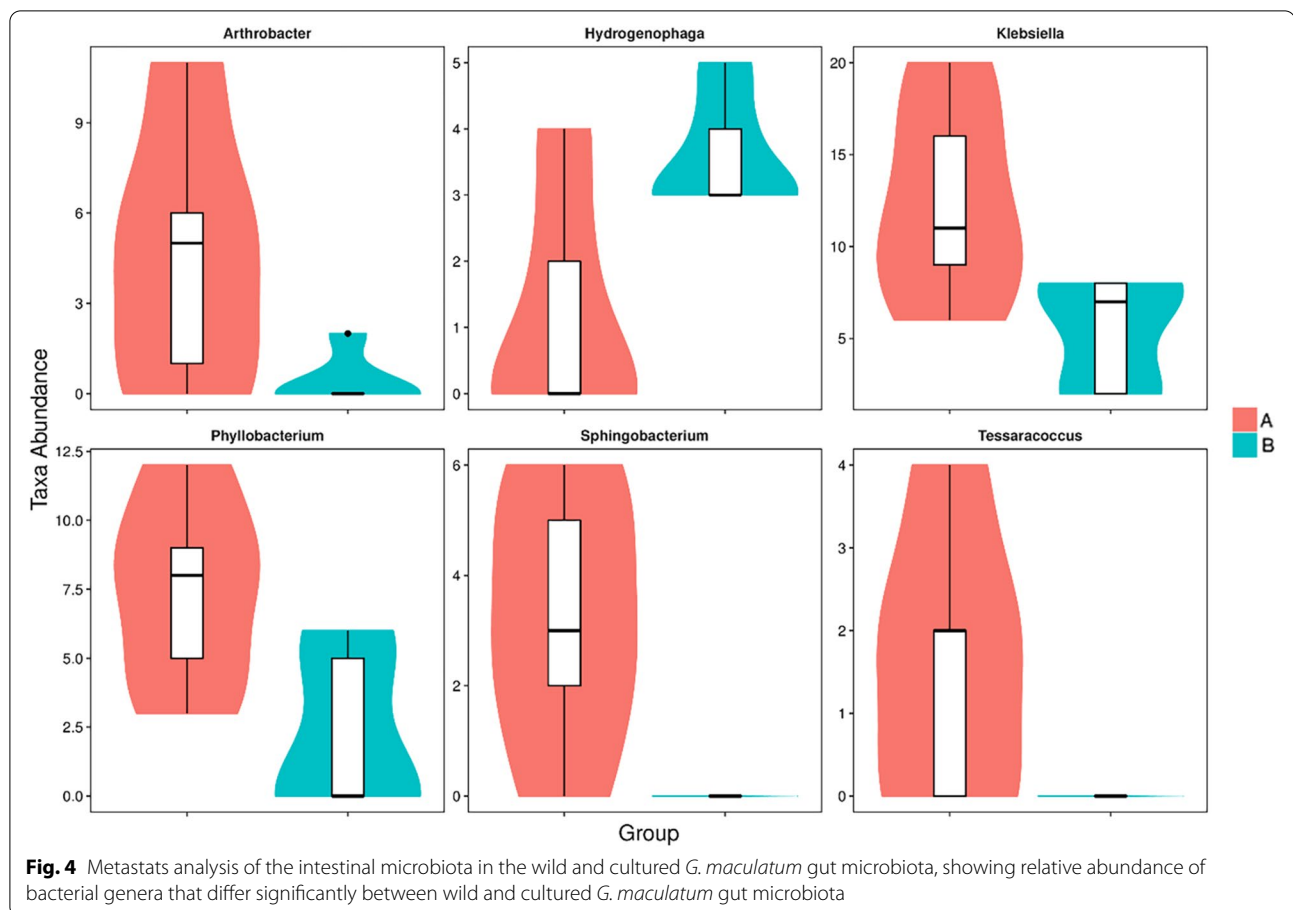 Arthrobacter
Hydrogenophaga
Klebsiella
9
6
3
0
5
4
3
2
1
0
20
15
10
5
Phyllobacterium
Sphingobacterium
Tessaracoccus
12.5
10.0
7.5
5.0
2.5
0.0
6
4
2
0
4
3
2
1
0
Taxa Abundance
Group
A
B
Fig. 4 Metastats analysis of the intestinal microbiota in the wild and cultured G. maculatum gut microbiota, showing relative abundance of
bacterial genera that differ significantly between wild and cultured G. maculatum gut microbiota